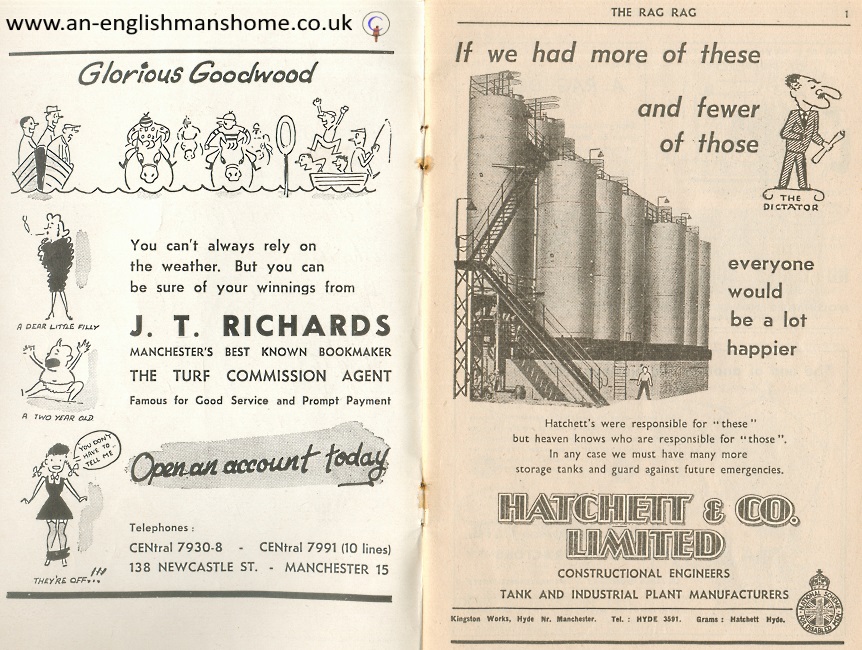 www.an-englishmanshome.co.uk
Glorious Goodwood
You can't always rely on
the weather. But you can
be sure of your winnings from
J. T. RICHARDS
MANCHESTER'S BEST KNOWN BOOKMAKER
THE TURF COMMISSION AGENT
Famous for Good Service and Prompt Payment
A DEAR LITTLE FILLY
A TWO YEAR OLD
YOU DON'T
HAVE TO
TELL ME
THEY'RE OFF...!!!
Open an account today
Telephones :
CENtral 7930-8 - CENtral 7991 (10 lines)
138 NEWCASTLE ST. - MANCHESTER 15
THE RAG RAG
1
If we had more of these
and fewer
of those
THE
DICTATOR
everyone
would
be a lot
happier
Hatchett's were responsible for "these"
but heaven knows who are responsible for "those".
In any case we must have many more
storage tanks and guard against future emergencies.
HATCHETT & CO.
LIMITED
CONSTRUCTIONAL ENGINEERS
TANK AND INDUSTRIAL PLANT MANUFACTURERS
NATIONAL SCHEME
FOR DISABLED MEN
Kingston Works, Hyde Nr. Manchester. Tel. : HYDE 3591. Grams : Hatchett Hyde.